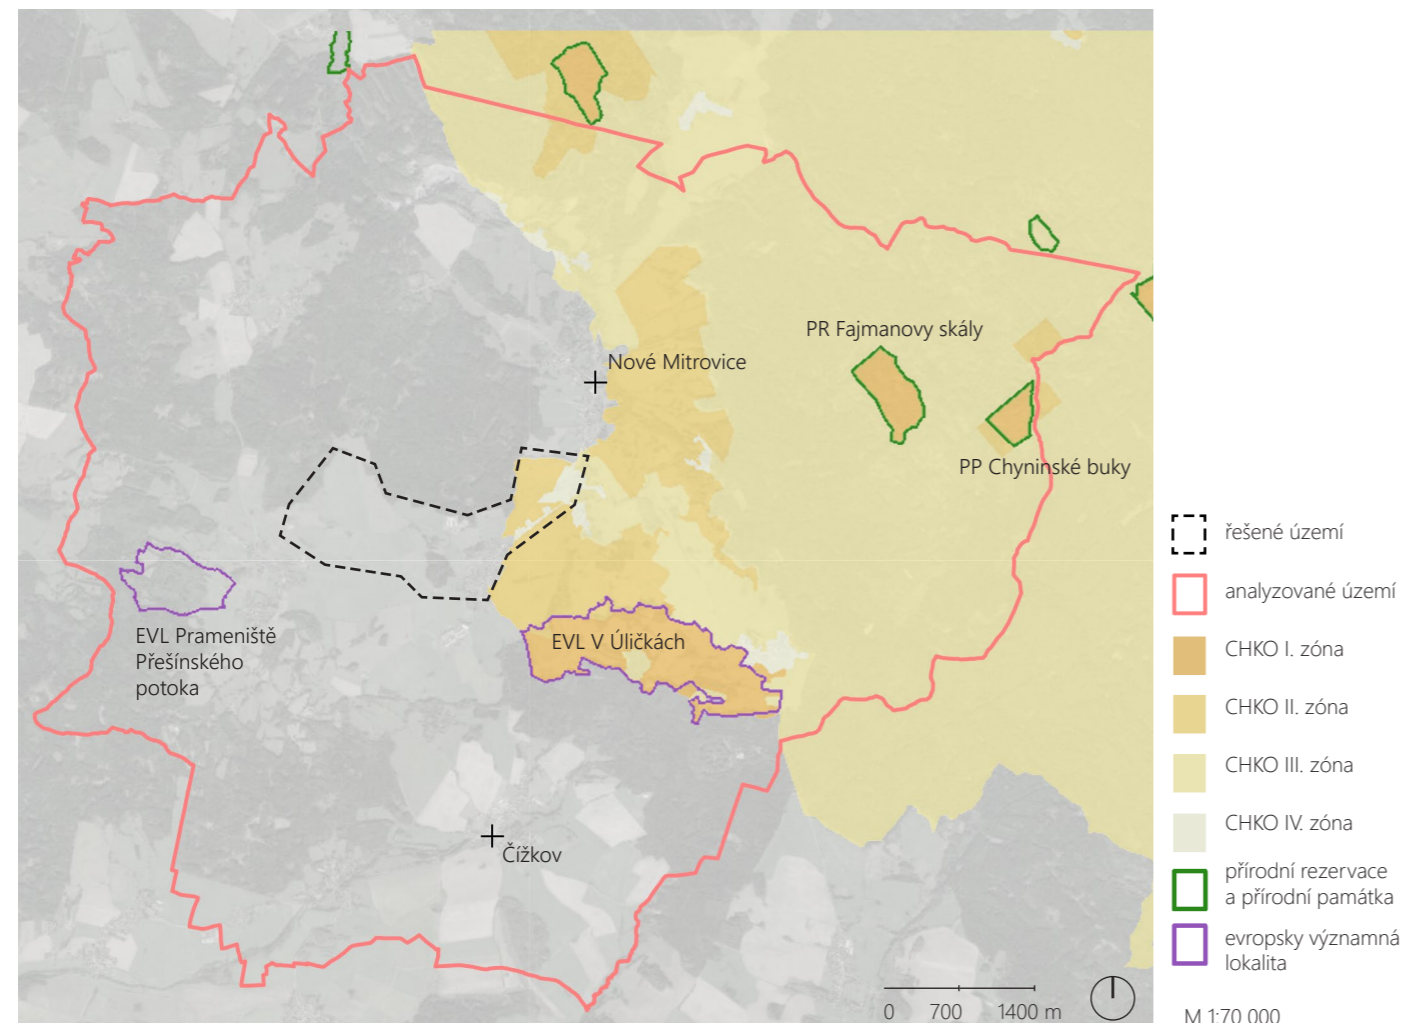 PR Fajmanovy skály
Nové Mitrovice
PP Chyninské buky
EVL Prameniště
Přešínského
potoka
EVL V Úličkách
Čížkov
řešené území
analyzované území
CHKO I. zóna
CHKO II. zóna
CHKO III. zóna
CHKO IV. zóna
přírodní rezervace
a přírodní památka
evropsky významná
lokalita
0 700 1400 m
M 1:70 000